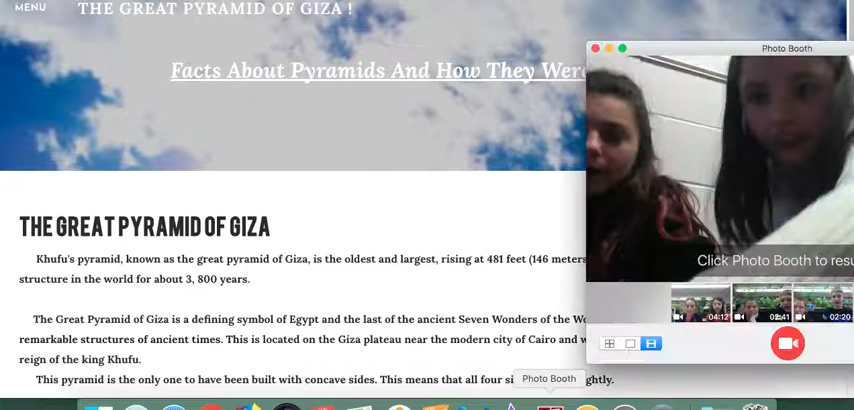 MENU
THE GREAT PYRAMID OF GIZA !
Facts About Pyramids And How They Were
Photo Booth
THE GREAT PYRAMID OF GIZA
Khufu's pyramid, known as the great pyramid of Giza, is the oldest and largest, rising at 481 feet (146 meters
structure in the world for about 3, 800 years.
The Great Pyramid of Giza is a defining symbol of Egypt and the last of the ancient Seven Wonders of the
remarkable structures of ancient times. This is located on the Giza plateau near the modern city of Cairo and
reign of the king Khufu.
This pyramid is the only one to have been built with concave sides. This means that all four
Click Photo Booth to
04:12
02:41
02:20
Photo Booth